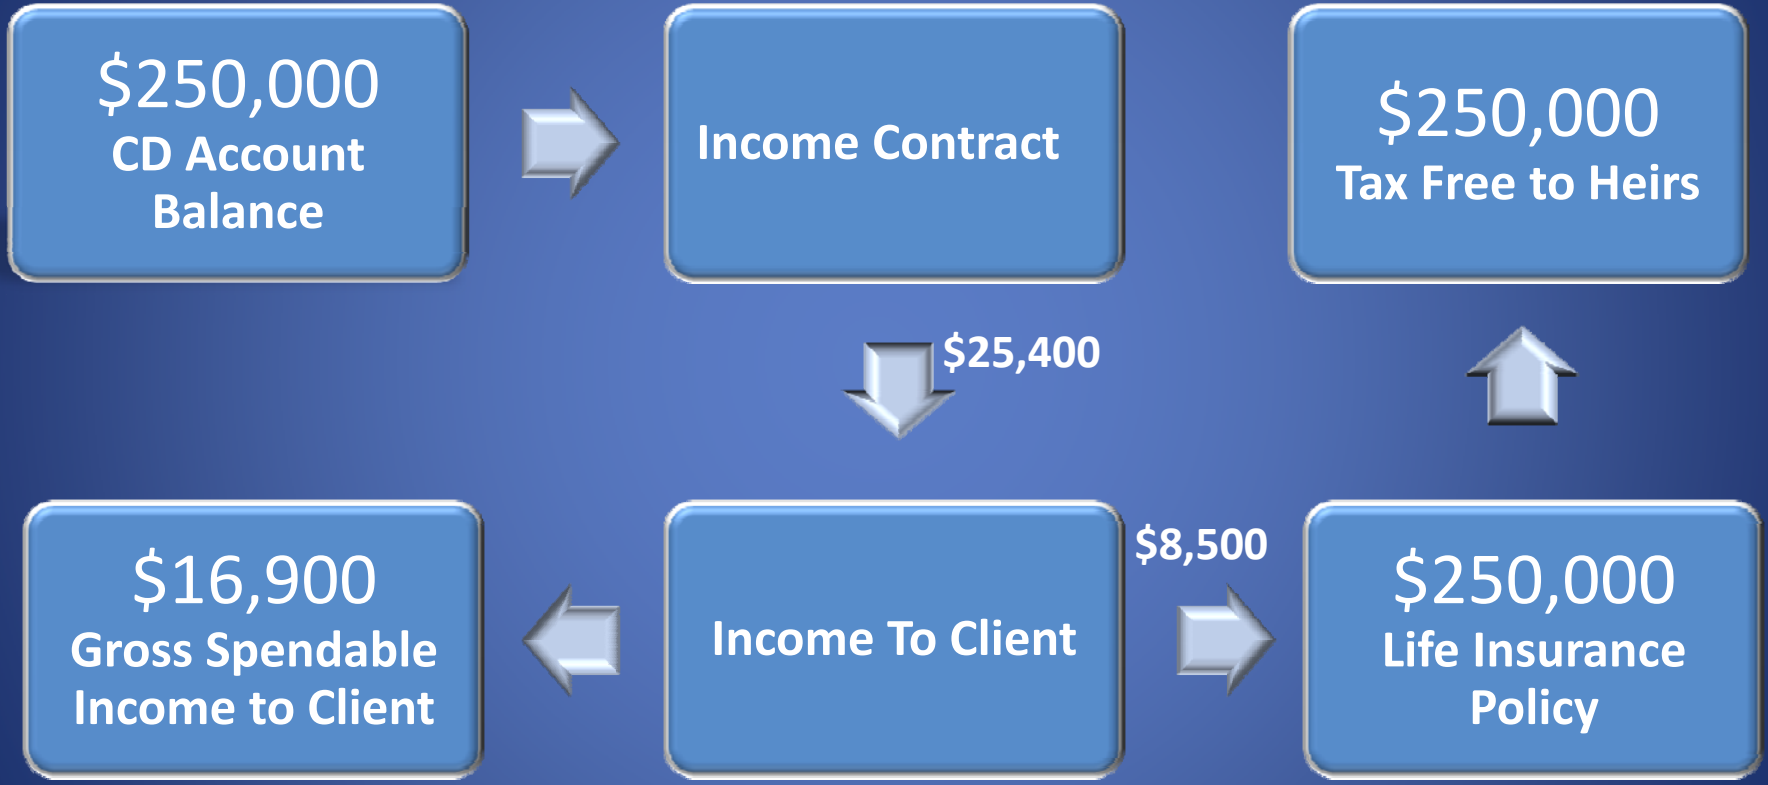 $250,000
CD Account
Balance
Income Contract
$250,000
Tax Free to Heirs
$25,400
$16,900
Gross Spendable
Income to Client
Income To Client
$8,500
$250,000
Life Insurance
Policy